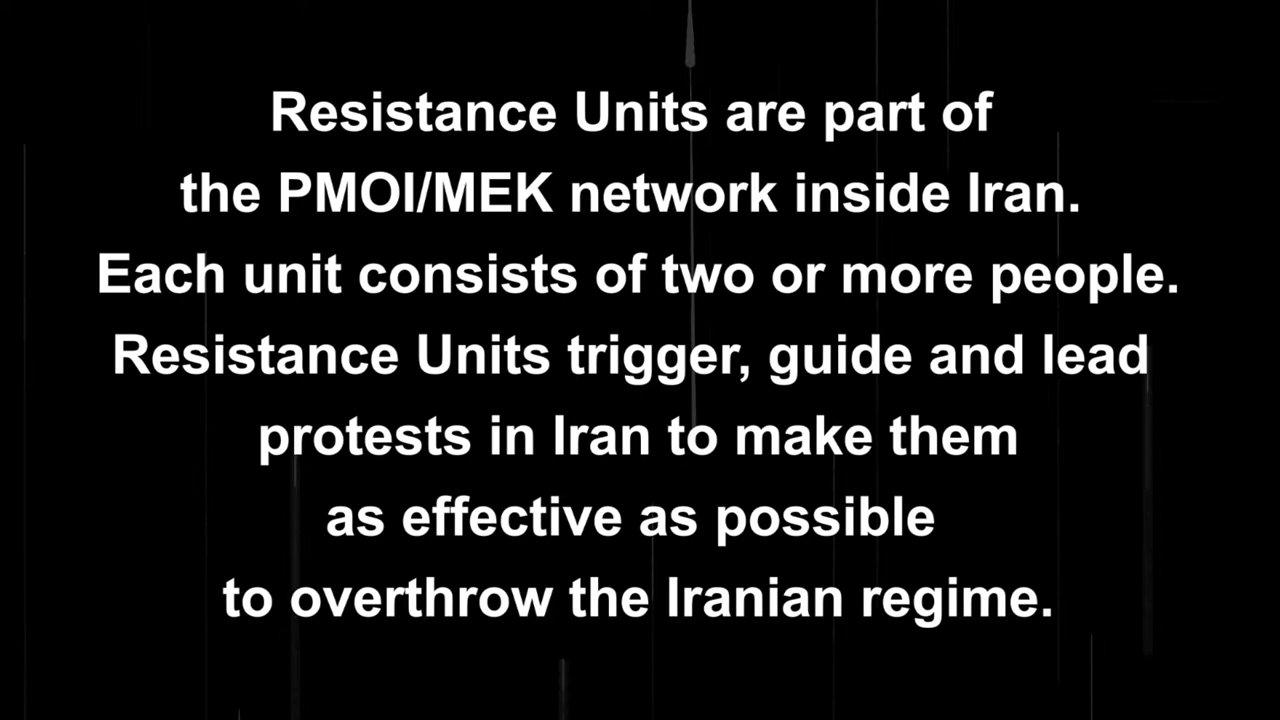 Resistance Units are part of
the PMOI/MEK network inside Iran.
Each unit consists of two or more people.
Resistance Units trigger, guide and lead
protests in Iran to make them
as effective as possible
to overthrow the Iranian regime.